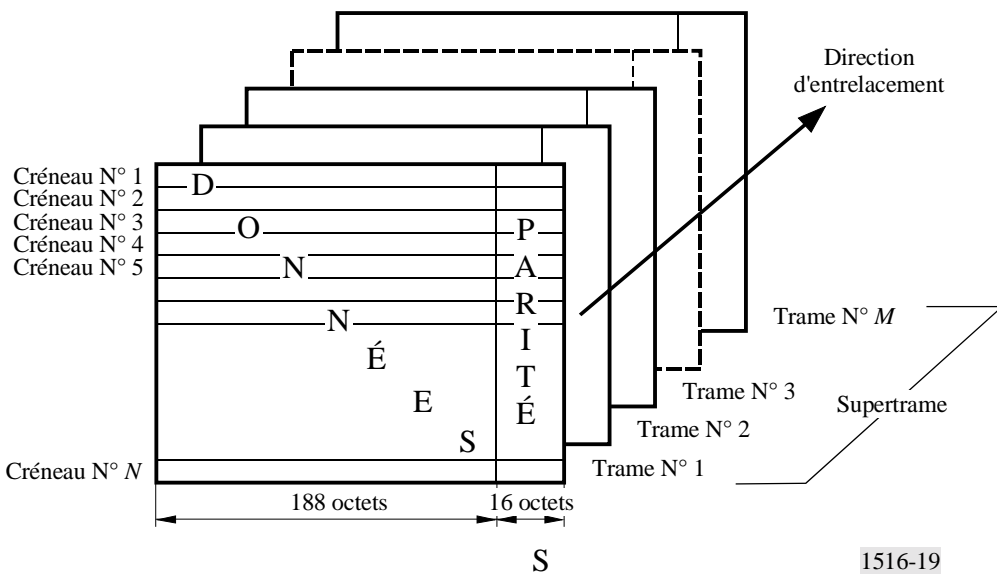 Direction
d'entrelacement
Créneau N° 1
Créneau N° 2
Créneau N° 3
Créneau N° 4
Créneau N° 5
Créneau N° N
D
O
N
N
É
E
S
P
A
R
I
T
É
Trame N° M
Trame N° 3
Trame N° 2
Trame N° 1
Supertrame
188 octets
16 octets
S
1516-19